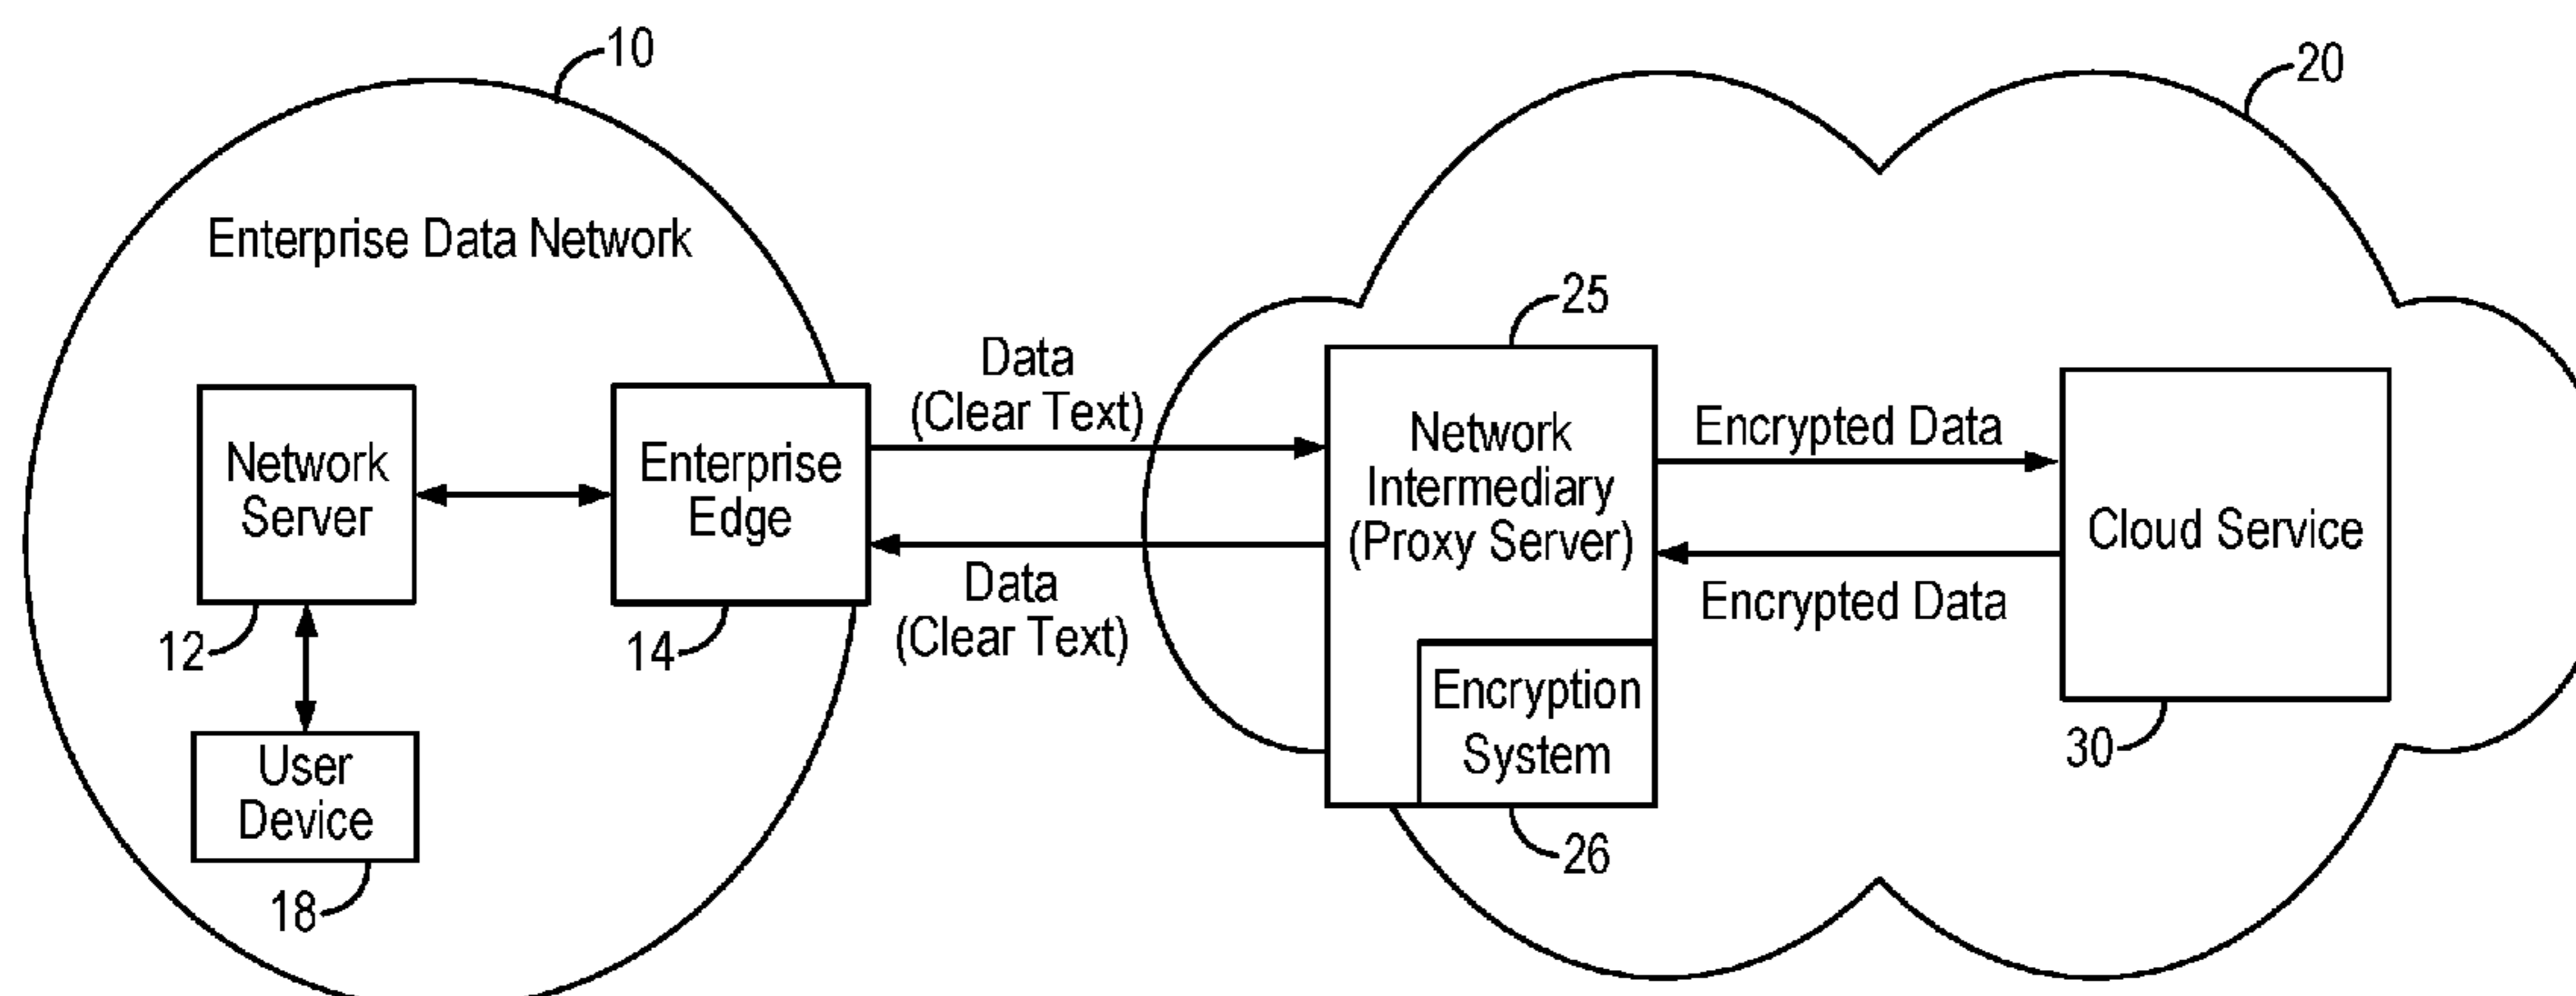 10
20
Enterprise Data Network
25
Data
(Clear Text)
Network
Server
Enterprise
Edge
Network
Intermediary
(Proxy Server)
Encrypted Data
Cloud Service
Data
(Clear Text)
Encrypted Data
12
14
Encryption
System
30
User
Device
26
18